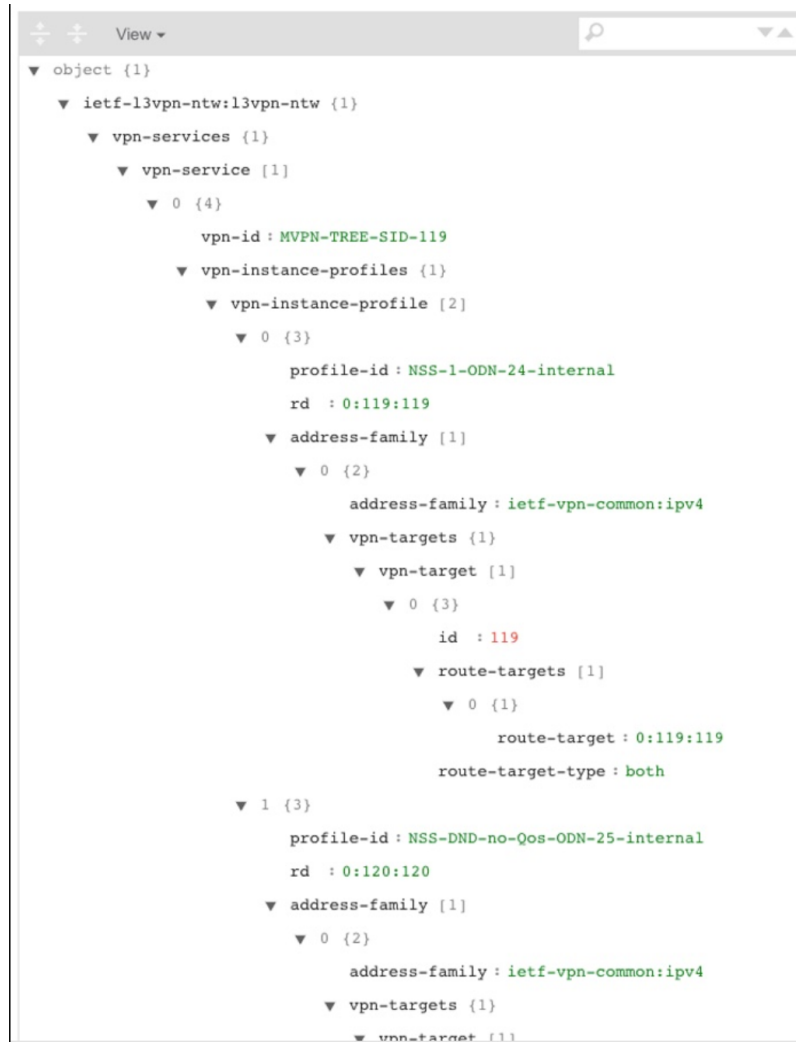 View
object {1}
ietf-l3vpn-ntw:l3vpn-ntw {1}
vpn-services {1}
vpn-service [1]
0 {4}
vpn-id : MVPN-TREE-SID-119
vpn-instance-profiles {1}
vpn-instance-profile [2]
0 {3}
profile-id : NSS-1-ODN-24-internal
rd : 0:119:119
address-family [1]
0 {2}
address-family : ietf-vpn-common:ipv4
vpn-targets {1}
vpn-target [1]
0 {3}
id : 119
route-targets [1]
0 {1}
route-target : 0:119:119
route-target-type : both
1 {3}
profile-id : NSS-DND-no-Qos-ODN-25-internal
rd : 0:120:120
address-family [1]
0 {2}
address-family : ietf-vpn-common:ipv4
vpn-targets {1}
vpn-target [1]